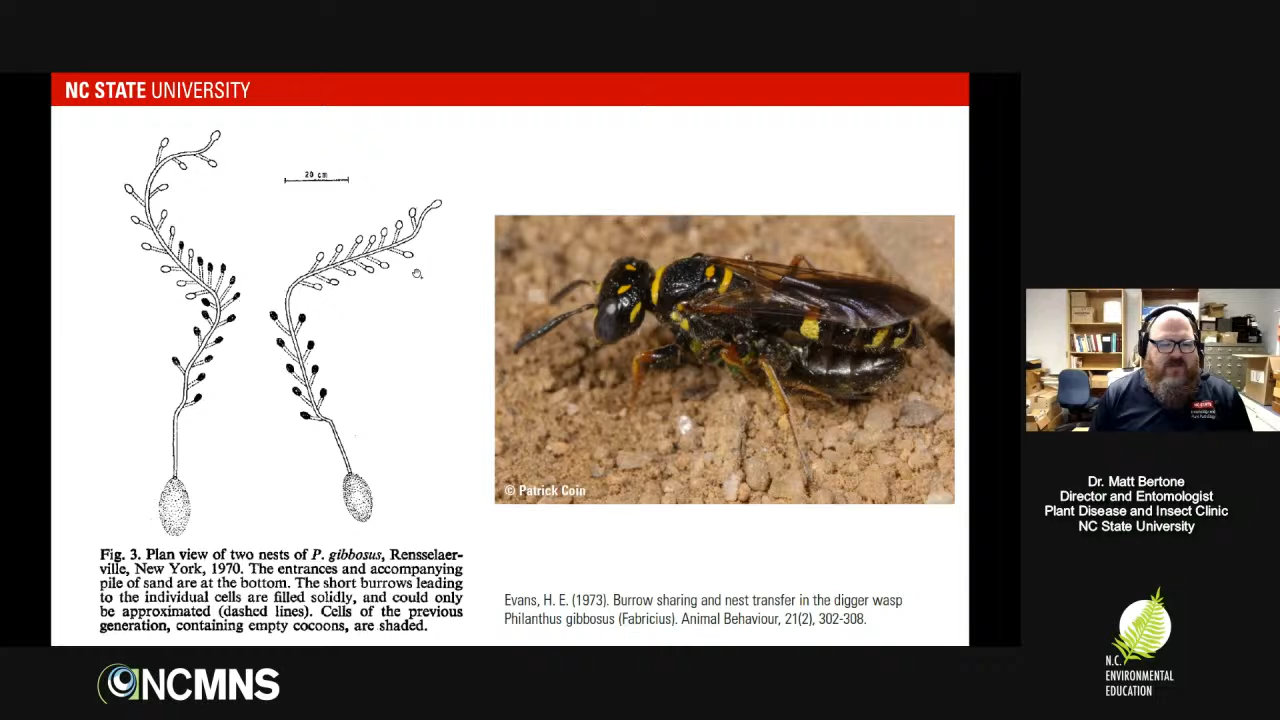 NC STATE UNIVERSITY
20 cm
© Patrick Coin
Fig. 3. Plan view of two nests of P. gibbosus, Rensselaer-
ville, New York, 1970. The entrances and accompanying
pile of sand are at the bottom. The short burrows leading
to the individual cells are filled solidly, and could only
be approximated (dashed lines). Cells of the previous
generation, containing empty cocoons, are shaded.
Evans, H. E. (1973). Burrow sharing and nest transfer in the digger wasp
Philanthus gibbosus (Fabricius). Animal Behaviour, 21(2), 302-308.
NC STATE
Dr. Matt Bertone
Director and Entomologist
Plant Disease and Insect Clinic
NC State University
NCMNS
N.C.
ENVIRONMENTAL
EDUCATION